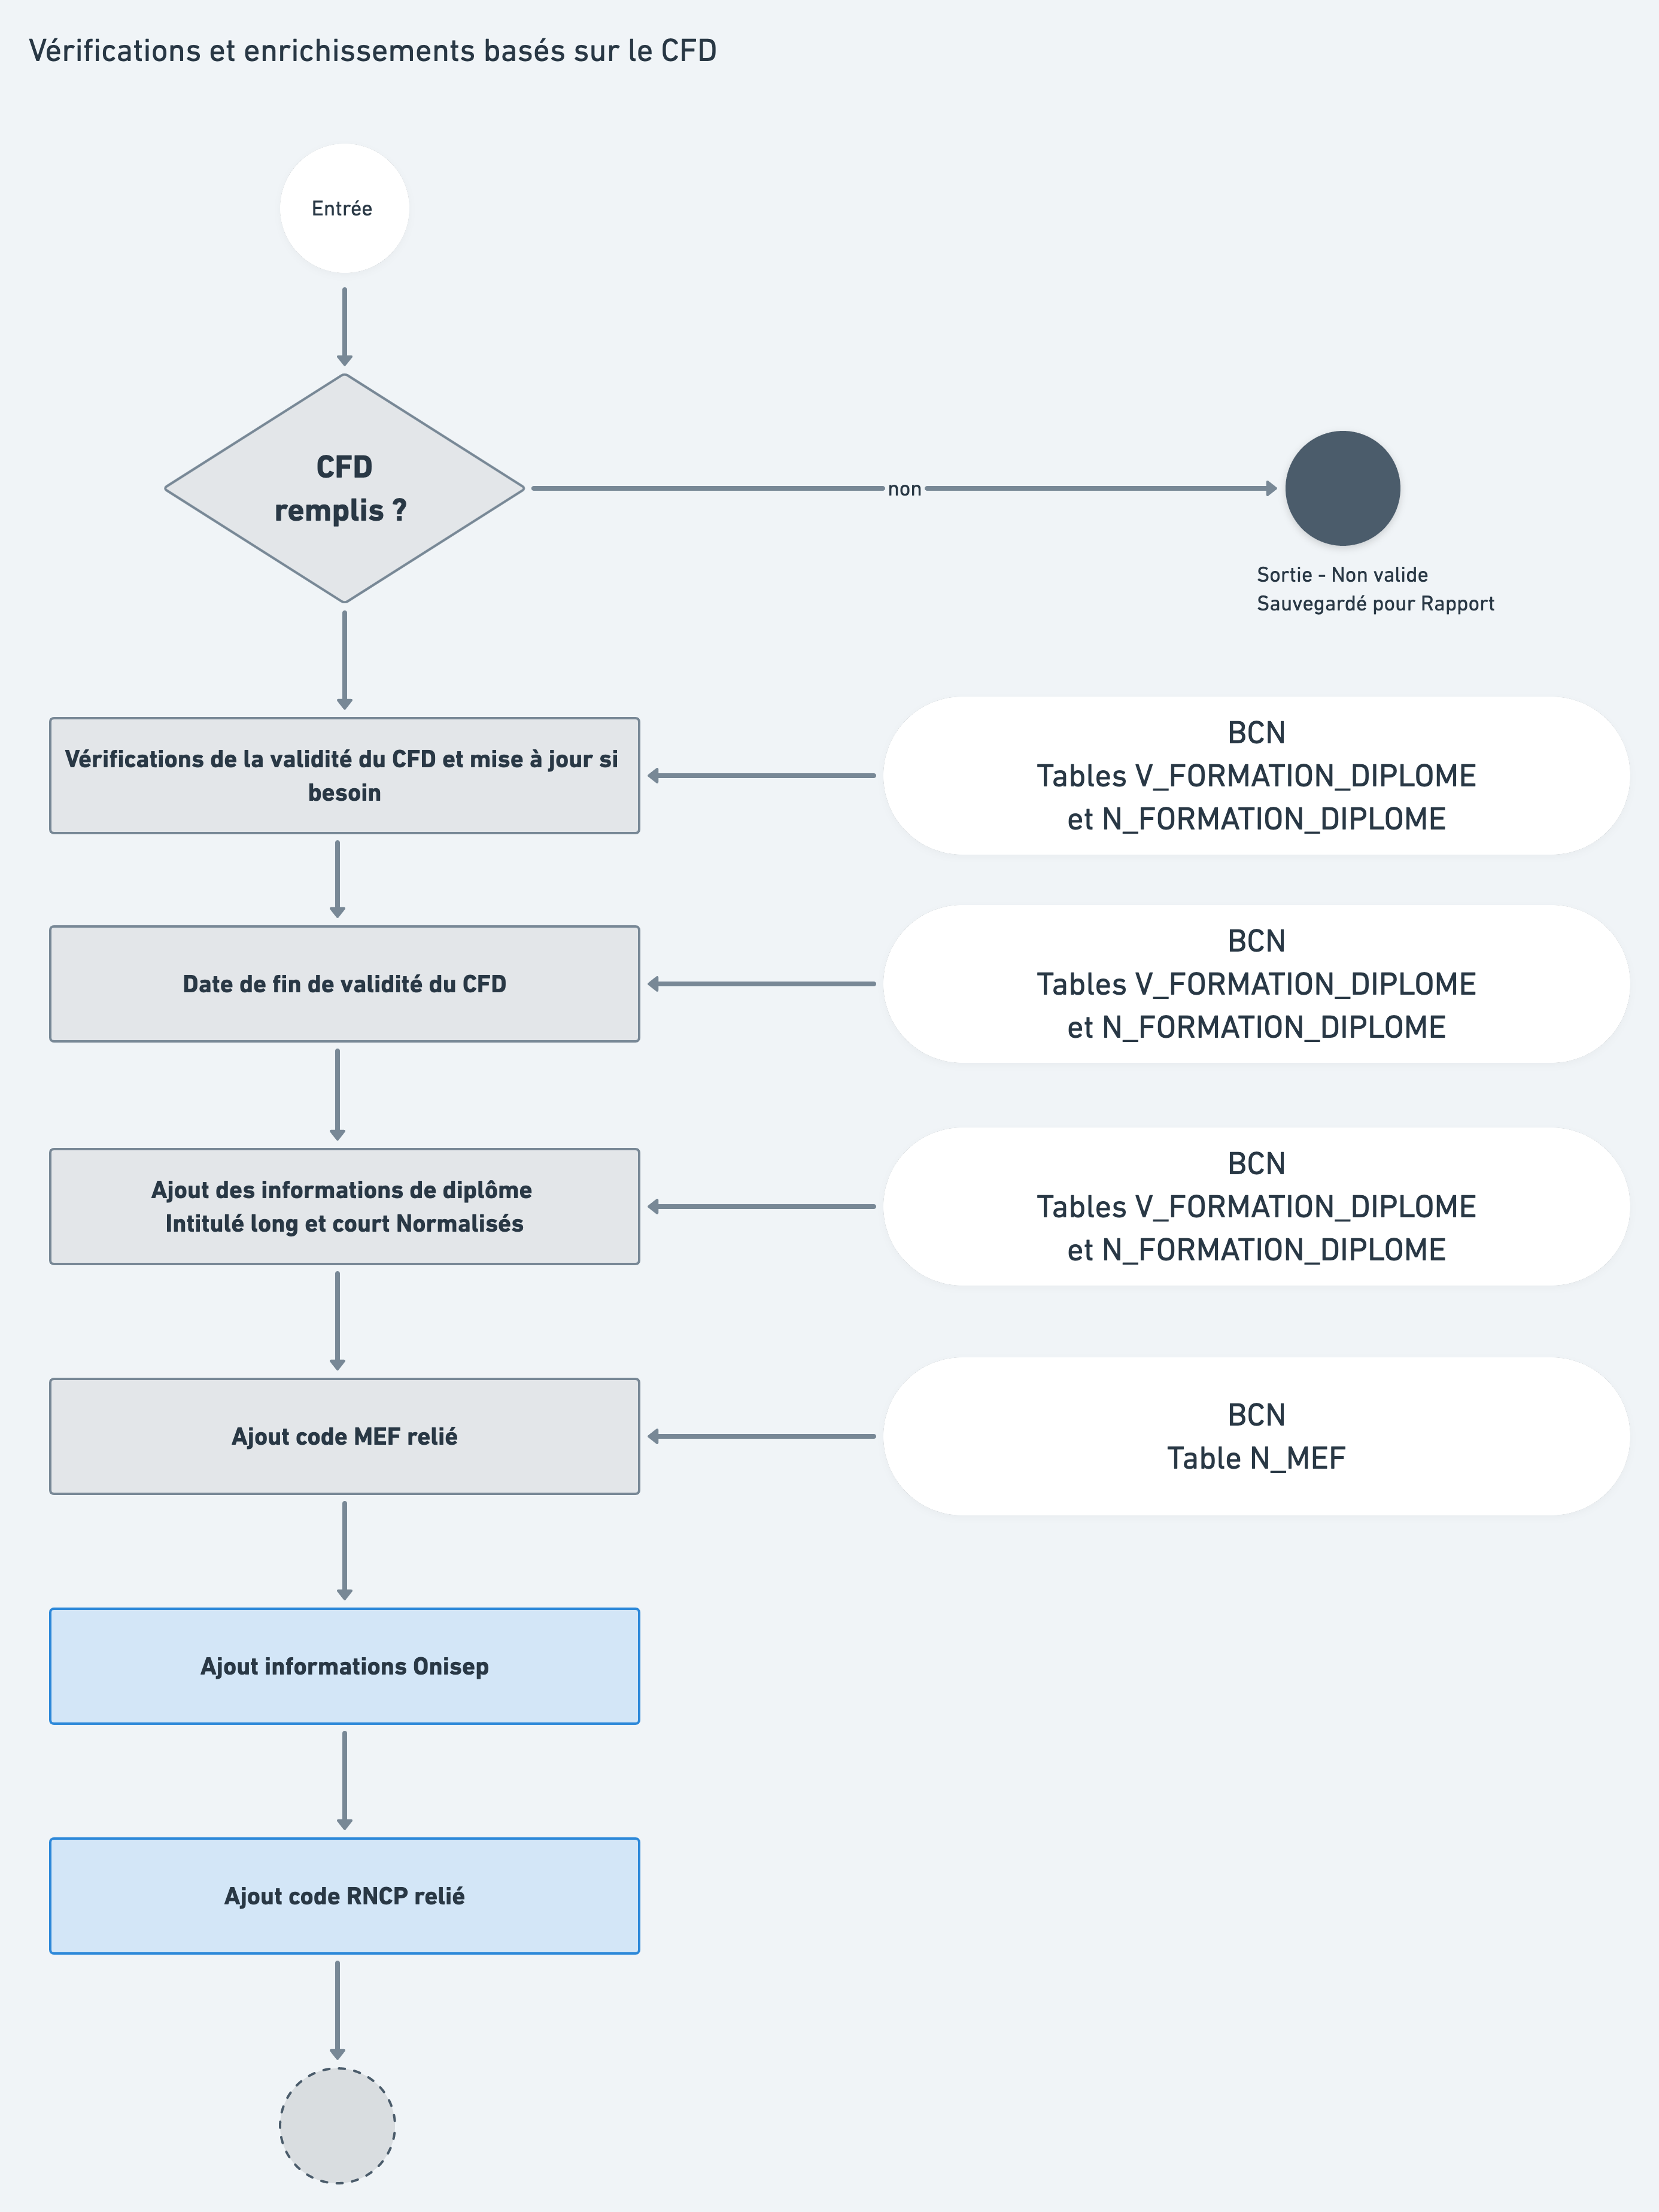 Vérifications et enrichissements basés sur le CFD
Entrée
CFD
remplis ?
non
Sortie - Non valide
Sauvegardé pour Rapport
Vérifications de la validité du CFD et mise à jour si
besoin
BCN
Tables V_FORMATION_DIPLOME
et N_FORMATION_DIPLOME
Date de fin de validité du CFD
BCN
Tables V_FORMATION_DIPLOME
et N_FORMATION_DIPLOME
Ajout des informations de diplôme
Intitulé long et court Normalisés
BCN
Tables V_FORMATION_DIPLOME
et N_FORMATION_DIPLOME
Ajout code MEF relié
BCN
Table N_MEF
Ajout informations Onisep
Ajout code RNCP relié